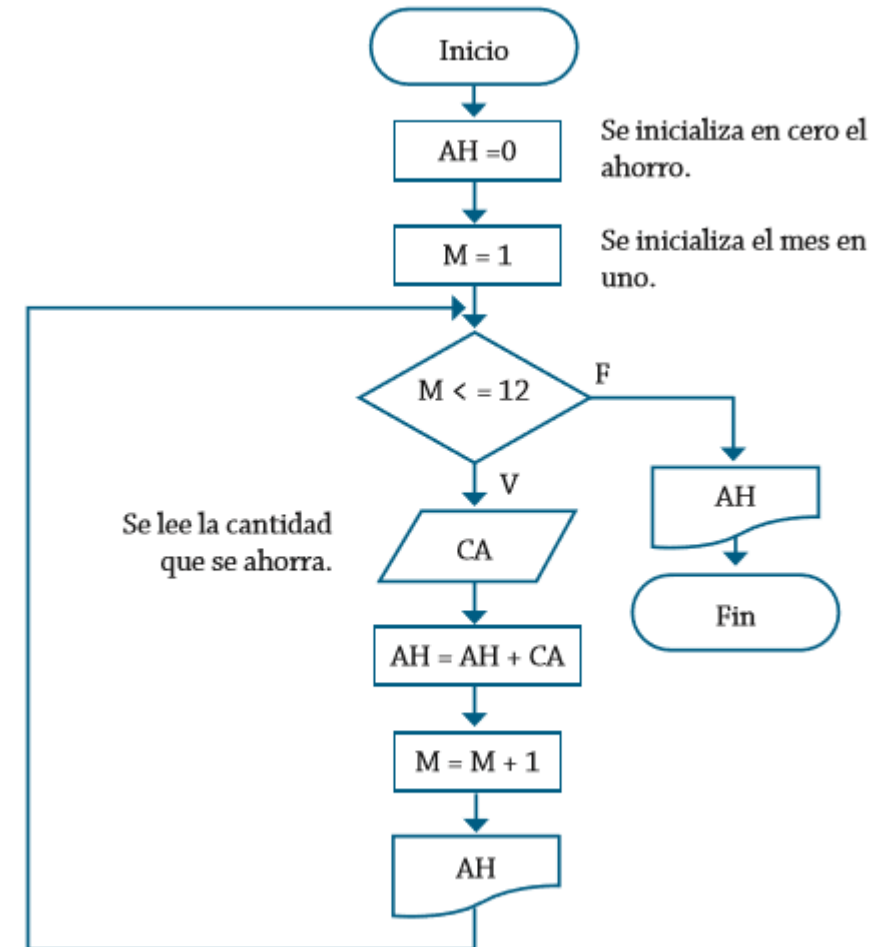 Inicio
AH =0
Se inicializa en cero el
ahorro.
M = 1
Se inicializa el mes en
uno.
M < = 12
F
V
AH
Se lee la cantidad
que se ahorra.
CA
Fin
AH = AH + CA
M = M + 1
AH